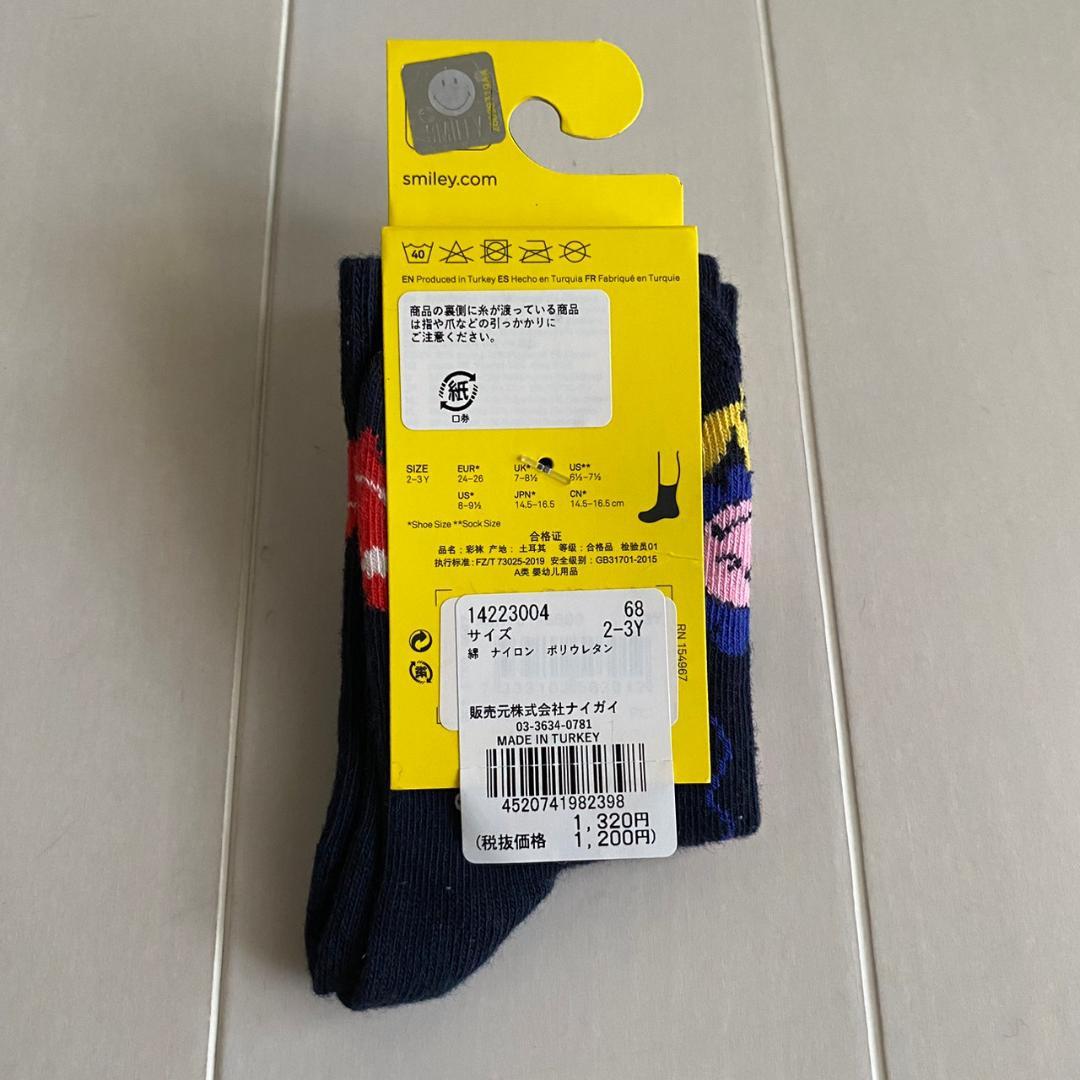 SMILEY
smiley.com
40
EN Produced in Turkey ES Hecho en Turquia FR Fabriqué en Turquie
商品の裏側に糸が渡っている商品
は指や爪などの引っかかりに
ご注意ください。
紙
口券
SIZE EUR* UK* US**
2-3 Y 24-26 7-8½ 6½-7½
US* JPN* CN*
8-9½ 14.5-16.5 14.5-16.5 cm
*Shoe Size **Sock Size
合格证
品名：彩袜 产地：土耳其 等级：合格品 检验员01
执行标准：FZ/T 73025-2019 安全级别：GB31701-2015
A类 婴幼儿用品
RN 154967
14223004 68
サイズ 2-3Y
綿 ナイロン ポリウレタン
販売元株式会社ナイガイ
03-3634-0781
MADE IN TURKEY
4520741982398
1,320円
(税抜価格 1,200円)